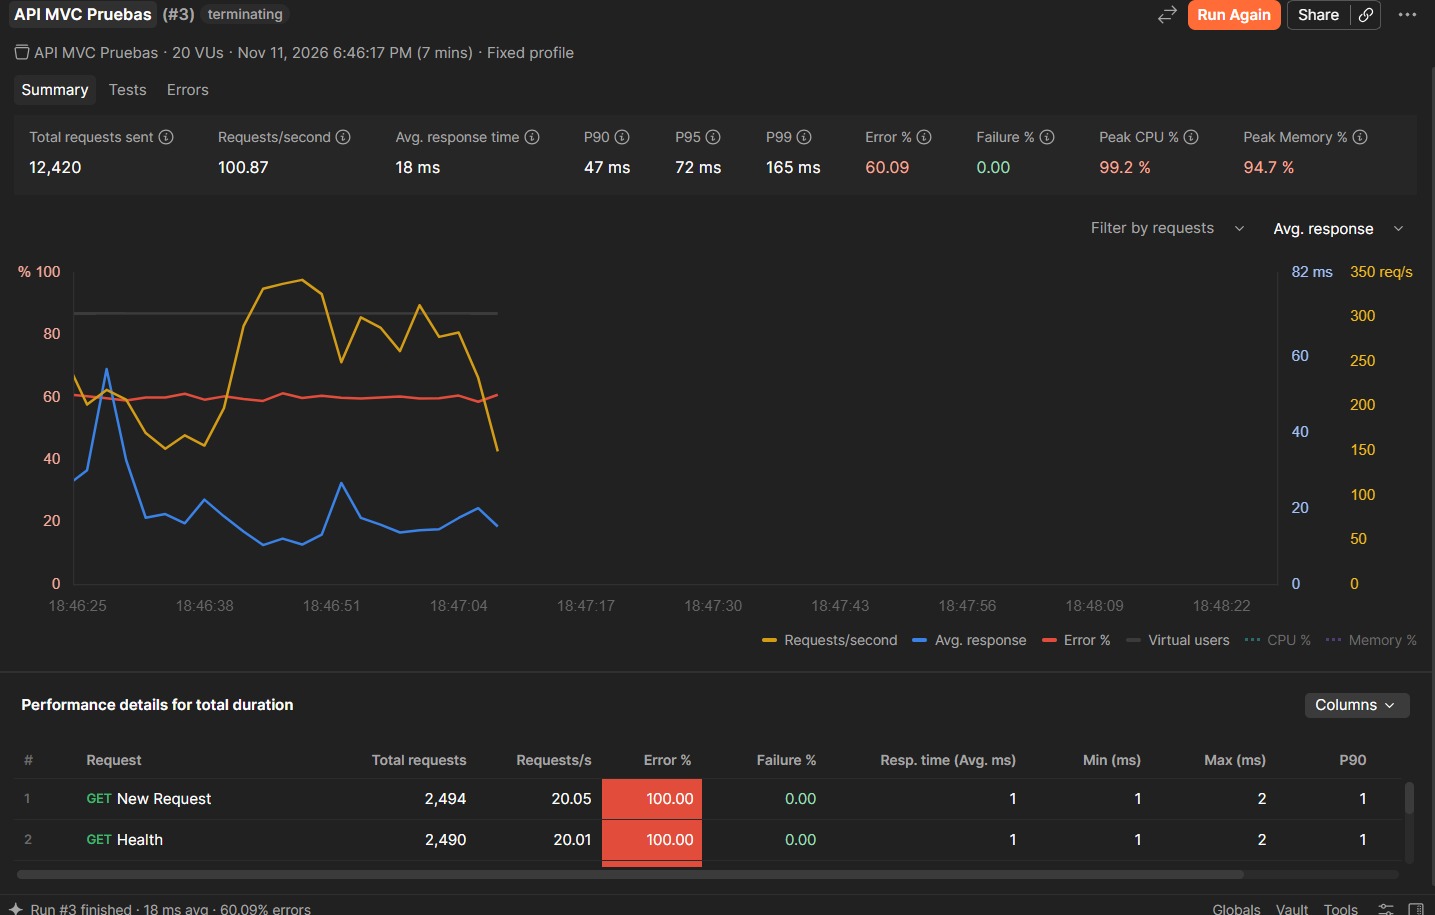 API MVC Pruebas (#3) terminating Run Again Share
API MVC Pruebas · 20 VUs · Nov 11, 2026 6:46:17 PM (7 mins) · Fixed profile
Summary Tests Errors
Total requests sent Requests/second Avg. response time P90 P95 P99 Error % Failure % Peak CPU % Peak Memory %
12,420 100.87 18 ms 47 ms 72 ms 165 ms 60.09 0.00 99.2 % 94.7 %
Filter by requests Avg. response
% 100 82 ms 350 req/s
300
80
60
250
60
200
40
150
40
100
20
20
50
0 0 0
18:46:25 18:46:38 18:46:51 18:47:04 18:47:17 18:47:30 18:47:43 18:47:56 18:48:09 18:48:22
Requests/second Avg. response Error % Virtual users CPU % Memory %
Performance details for total duration Columns
# Request Total requests Requests/s Error % Failure % Resp. time (Avg. ms) Min (ms) Max (ms) P90
1 GET New Request 2,494 20.05 100.00 0.00 1 1 2 1
2 GET Health 2,490 20.01 100.00 0.00 1 1 2 1
Run #3 finished · 18 ms avg · 60.09% errors Globals Vault Tools